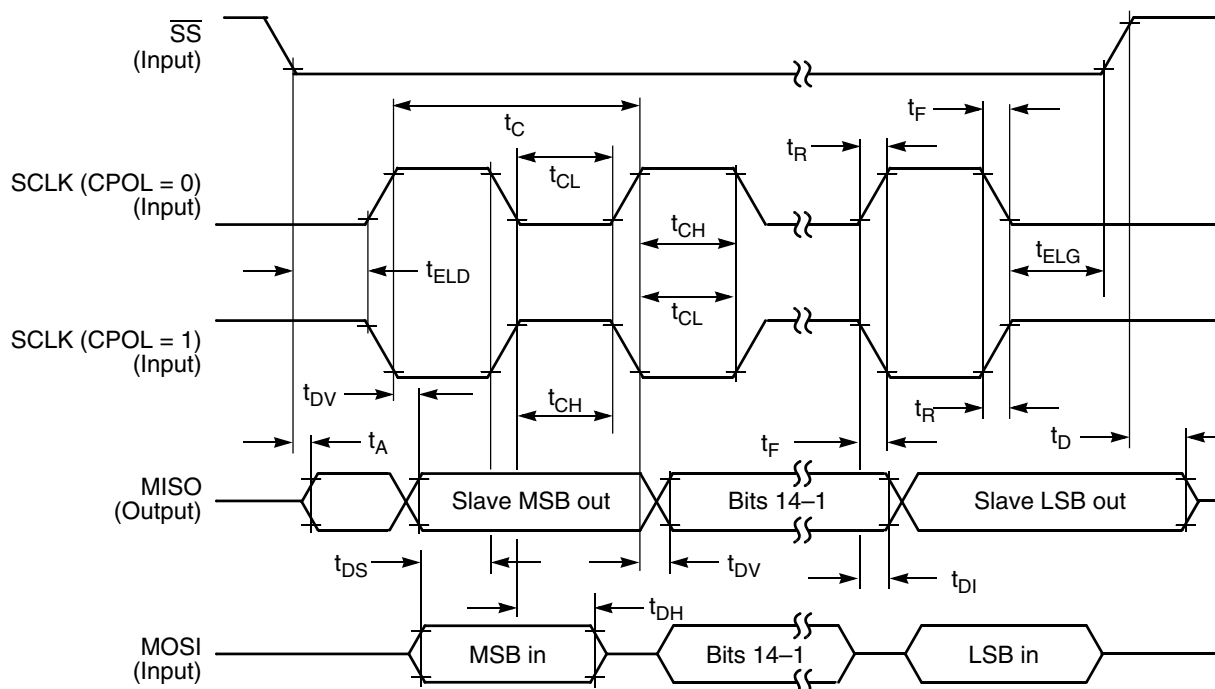 SS
(Input)
tF
tC
tR
SCLK (CPOL = 0)
(Input)
tCL
tCH
tELG
tELD
tCL
SCLK (CPOL = 1)
(Input)
tDV
tCH
tR
tA
tF
tD
MISO
(Output)
Slave MSB out
Bits 14–1
Slave LSB out
tDS
tDV
tDI
tDH
MOSI
(Input)
MSB in
Bits 14–1
LSB in